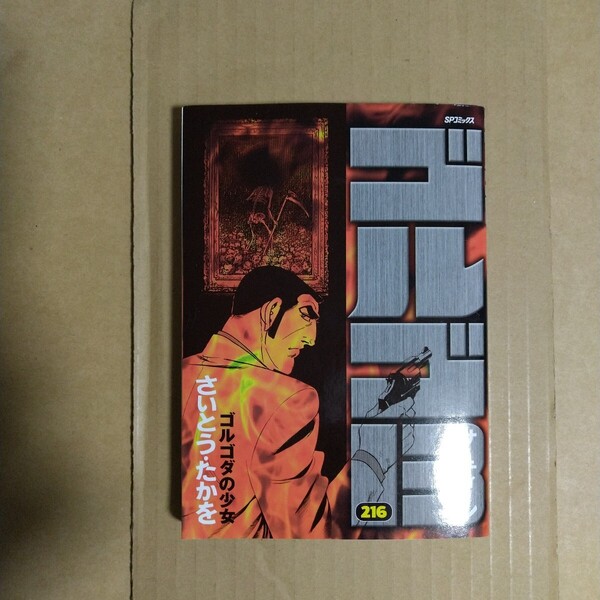 SPコミックス
ゴルゴ13
216
ゴルゴダの少女
さいとう・たかを